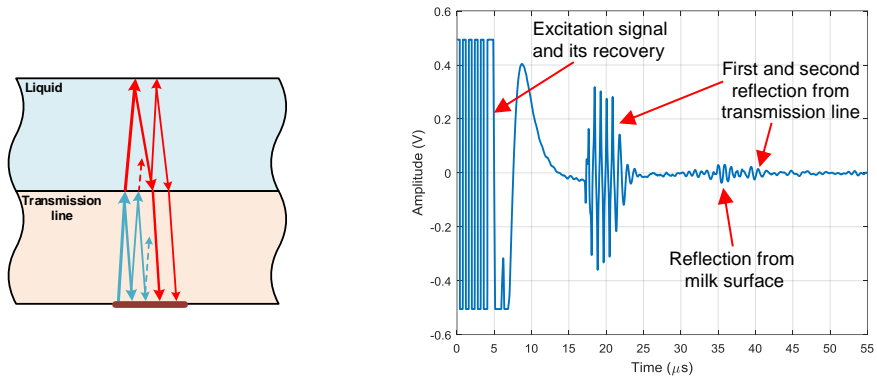 Liquid
Transmission
line
0.6
0.4
0.2
0
-0.2
-0.4
-0.6
Amplitude (V)
Excitation signal
and its recovery
First and second
reflection from
transmission line
Reflection from
milk surface
0 5 10 15 20 25 30 35 40 45 50 55
Time (μs)